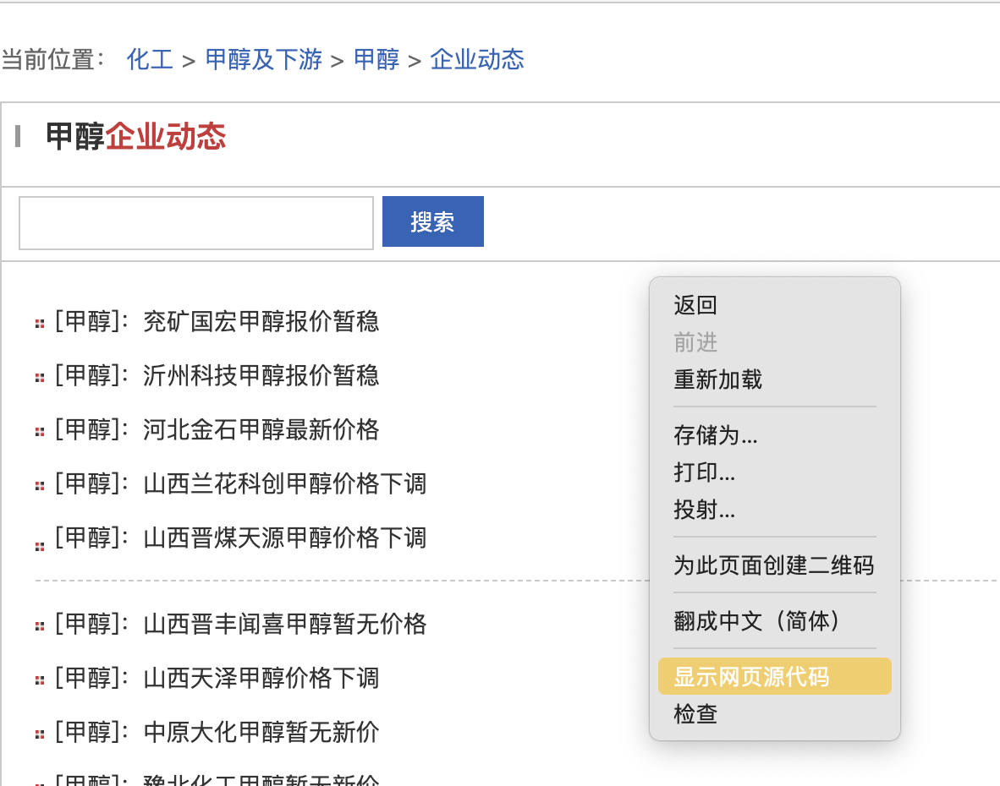 当前位置： 化工 > 甲醇及下游 > 甲醇 > 企业动态
甲醇企业动态
搜索
[甲醇]：兖矿国宏甲醇报价暂稳
[甲醇]：沂州科技甲醇报价暂稳
[甲醇]：河北金石甲醇最新价格
[甲醇]：山西兰花科创甲醇价格下调
[甲醇]：山西晋煤天源甲醇价格下调
[甲醇]：山西晋丰闻喜甲醇暂无价格
[甲醇]：山西天泽甲醇价格下调
[甲醇]：中原大化甲醇暂无新价
[甲醇]：豫北化工甲醇暂无新价
返回
前进
重新加载
存储为...
打印...
投射...
为此页面创建二维码
翻成中文（简体）
显示网页源代码
检查